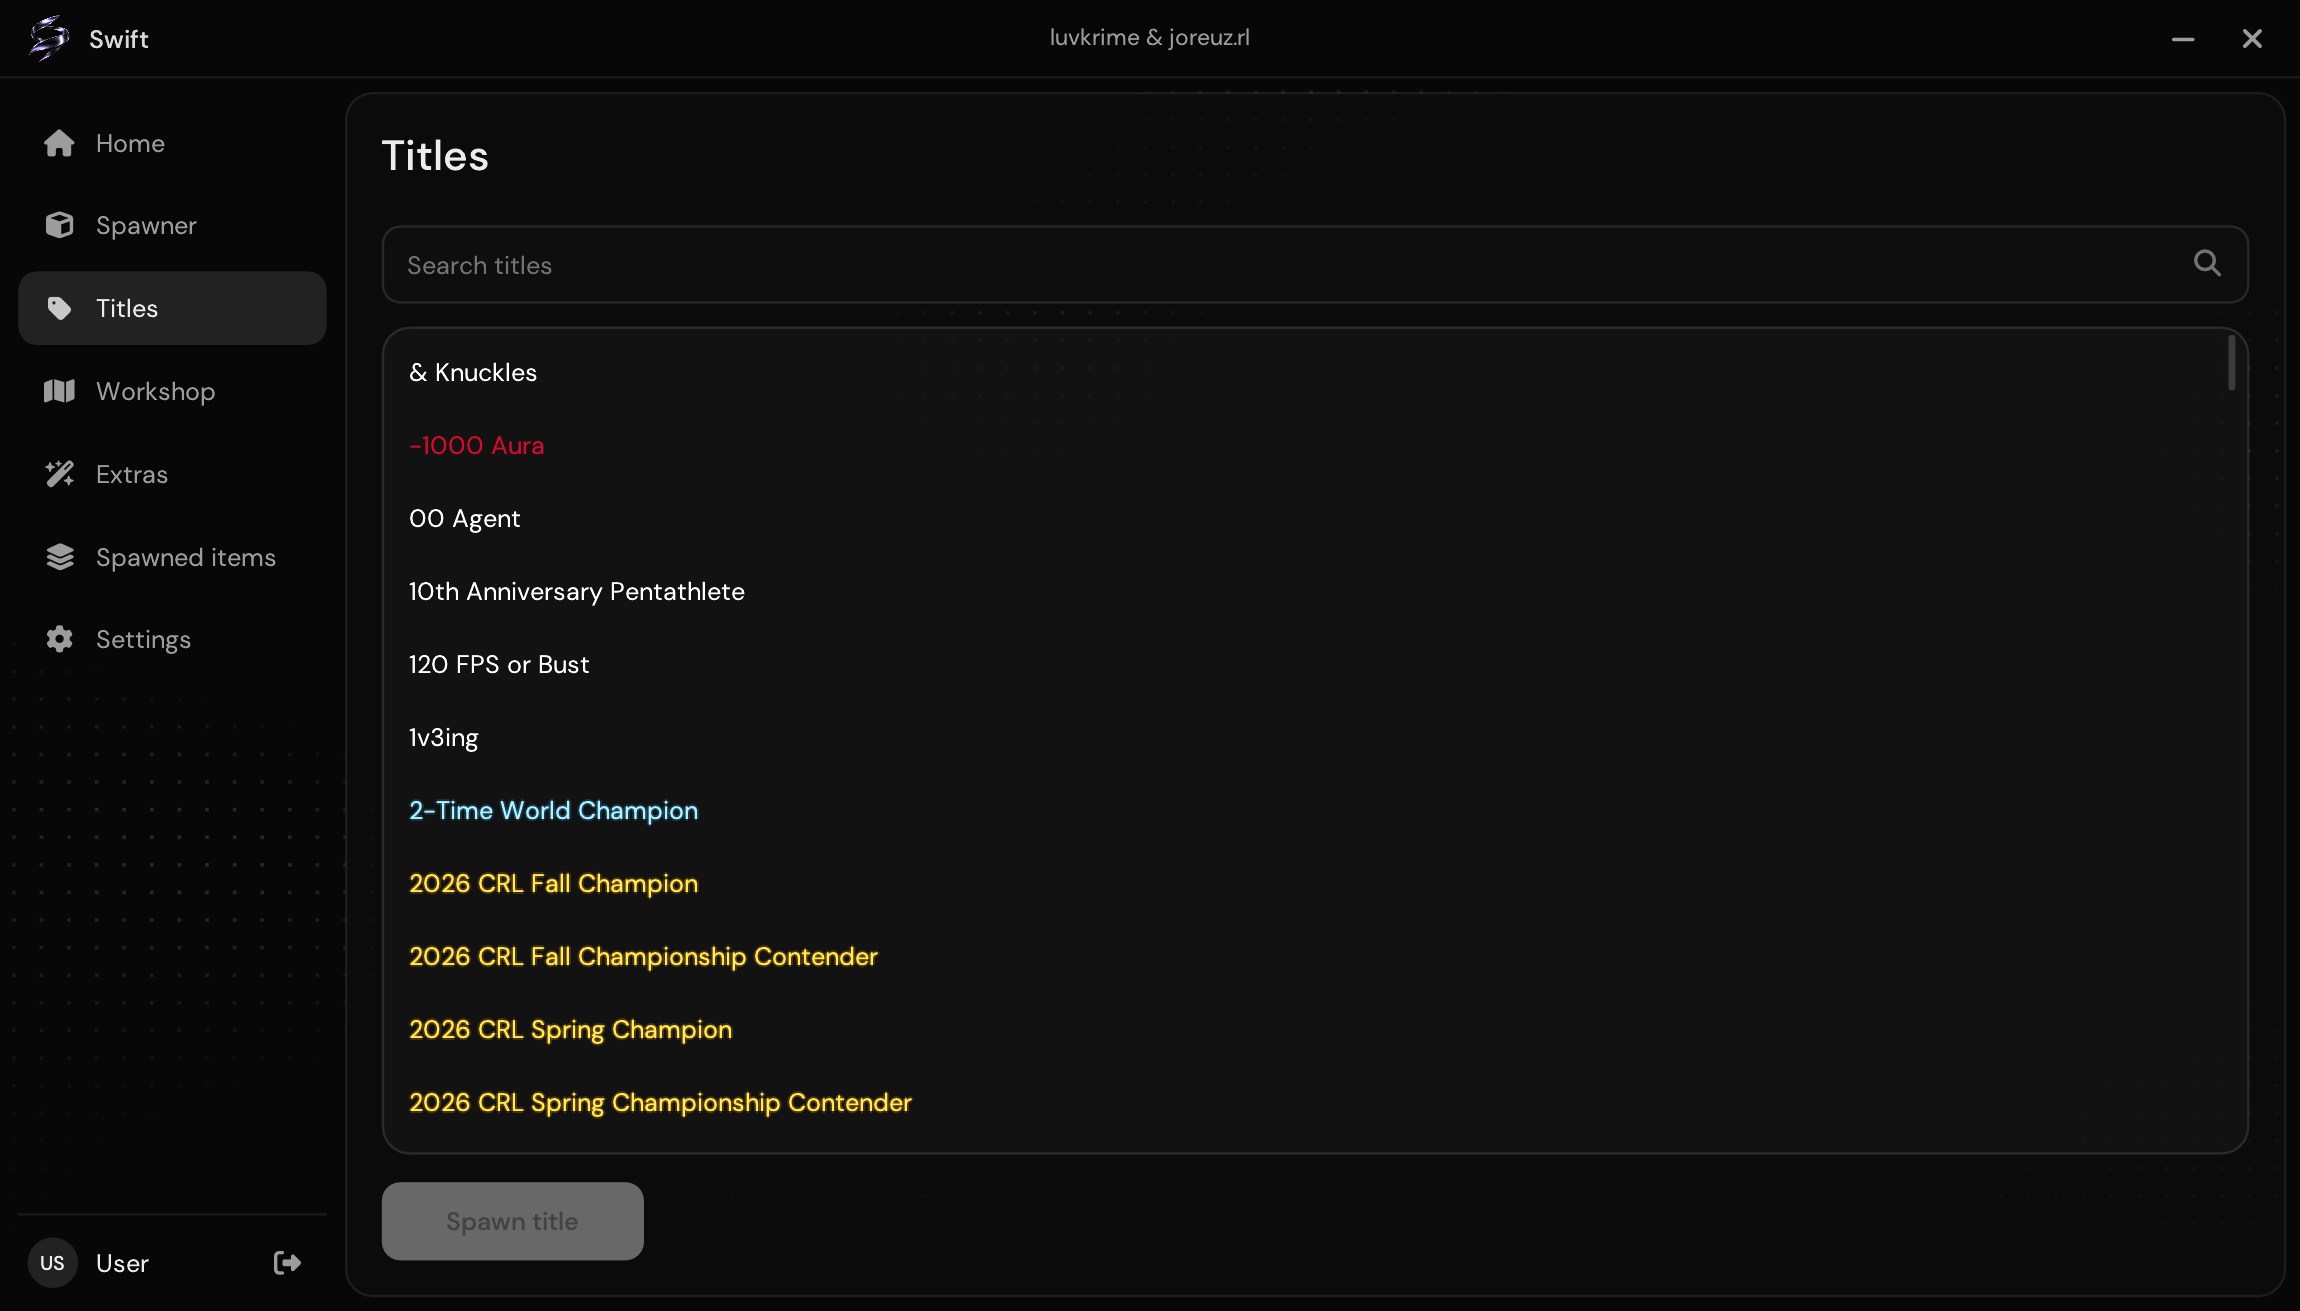 Swift
luvkrime & joreuz.rl
Home
Spawner
Titles
Workshop
Extras
Spawned items
Settings
US
User
Titles
Search titles
& Knuckles
-1000 Aura
00 Agent
10th Anniversary Pentathlete
120 FPS or Bust
1v3ing
2-Time World Champion
2026 CRL Fall Champion
2026 CRL Fall Championship Contender
2026 CRL Spring Champion
2026 CRL Spring Championship Contender
Spawn title